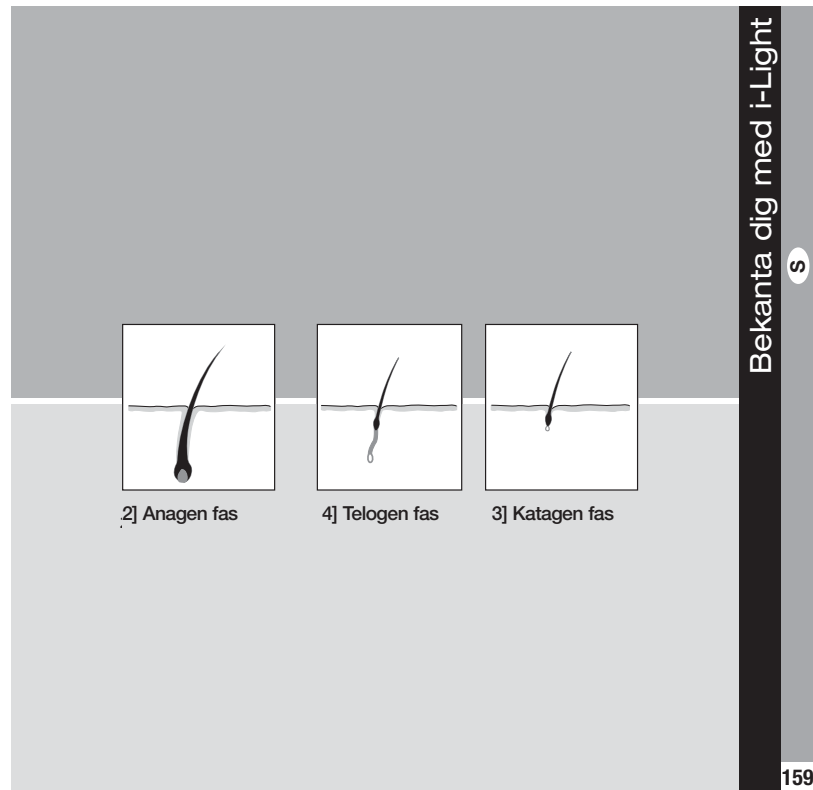 Bekanta dig med i-Light
S
2] Anagen fas
4] Telogen fas
3] Katagen fas
159